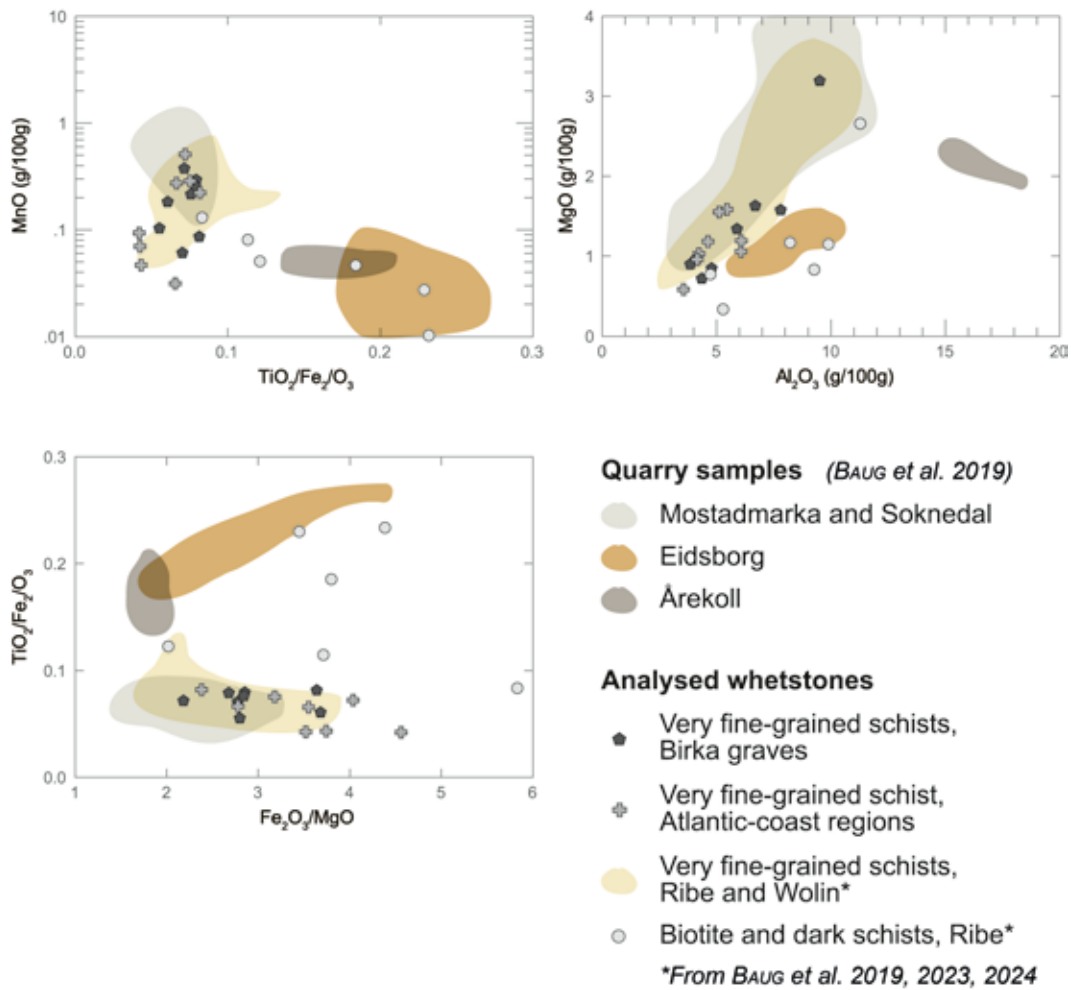 10
1
0.1
.01
MnO (g/100g)
0.0
0.1
0.2
0.3
TiO₂/Fe₂/O₃
4
3
2
1
0
MgO (g/100g)
0
5
10
15
20
Al₂O₃ (g/100g)
0.3
0.2
0.1
0.0
TiO₂/Fe₂/O₃
1
2
3
4
5
6
Fe₂O₃/MgO
Quarry samples (BAUG et al. 2019)
Mostadmarka and Soknedal
Eidsborg
Årekoll
Analysed whetstones
Very fine-grained schists,
Birka graves
Very fine-grained schist,
Atlantic-coast regions
Very fine-grained schists,
Ribe and Wolin*
Biotite and dark schists, Ribe*
*From BAUG et al. 2019, 2023, 2024